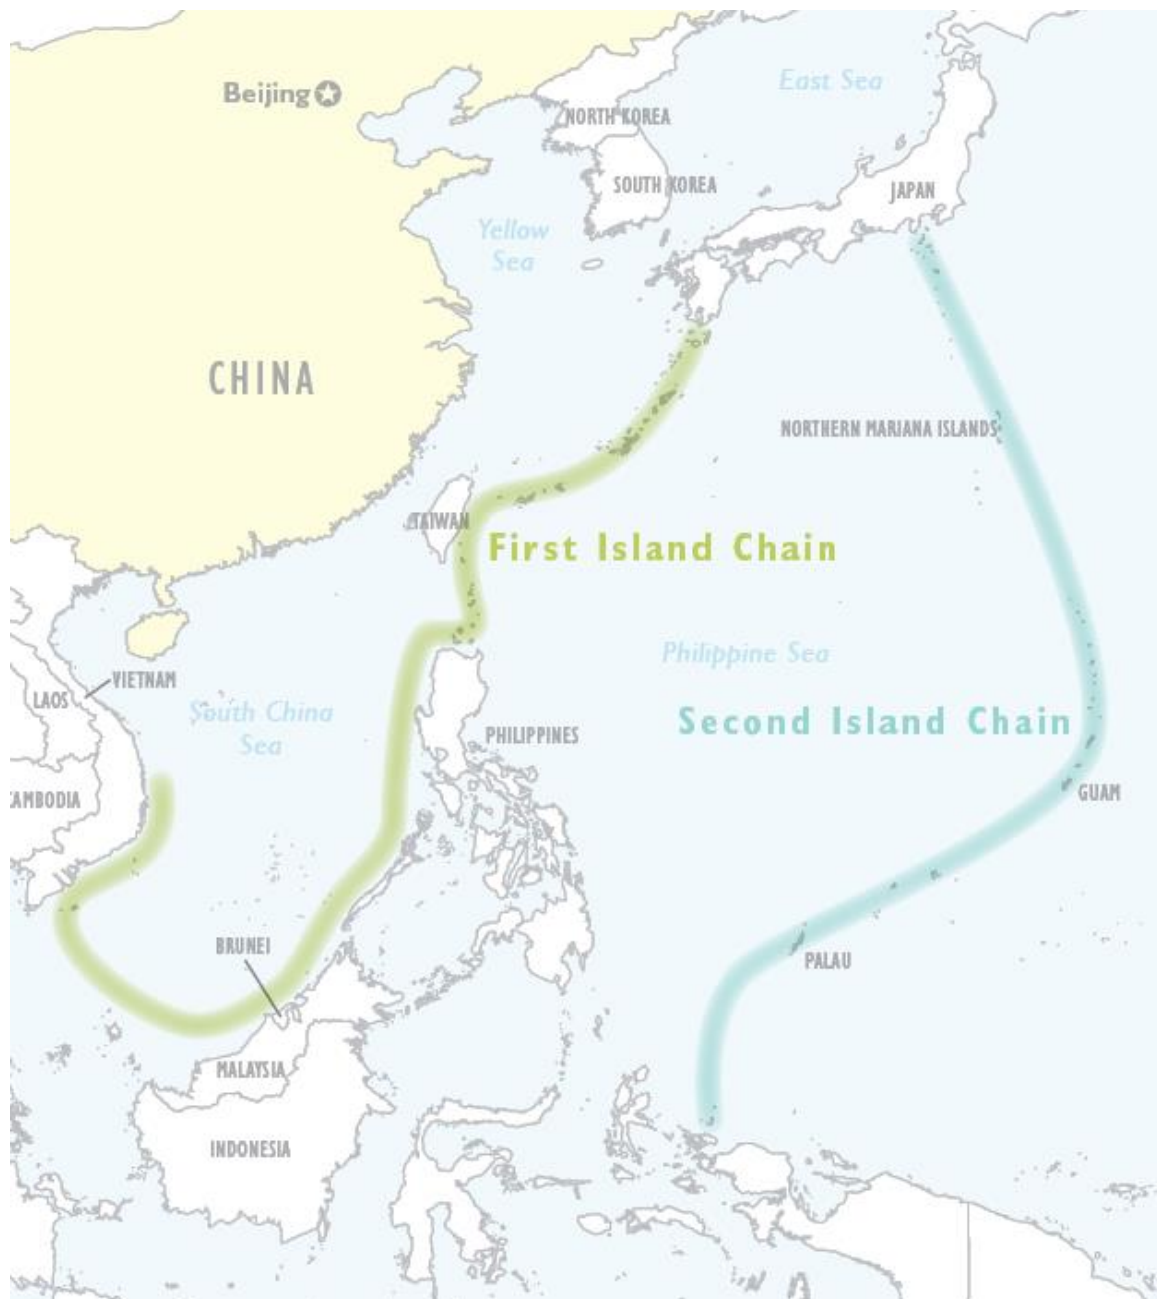 East Sea
Beijing
NORTH KOREA
SOUTH KOREA
JAPAN
Yellow
Sea
CHINA
NORTHERN MARIANA ISLANDS
TAIWAN
First Island Chain
Philippine Sea
VIETNAM
LAOS
South China
Sea
Second Island Chain
PHILIPPINES
GUAM
AMBODIA
BRUNEI
PALAU
MALAYSIA
INDONESIA